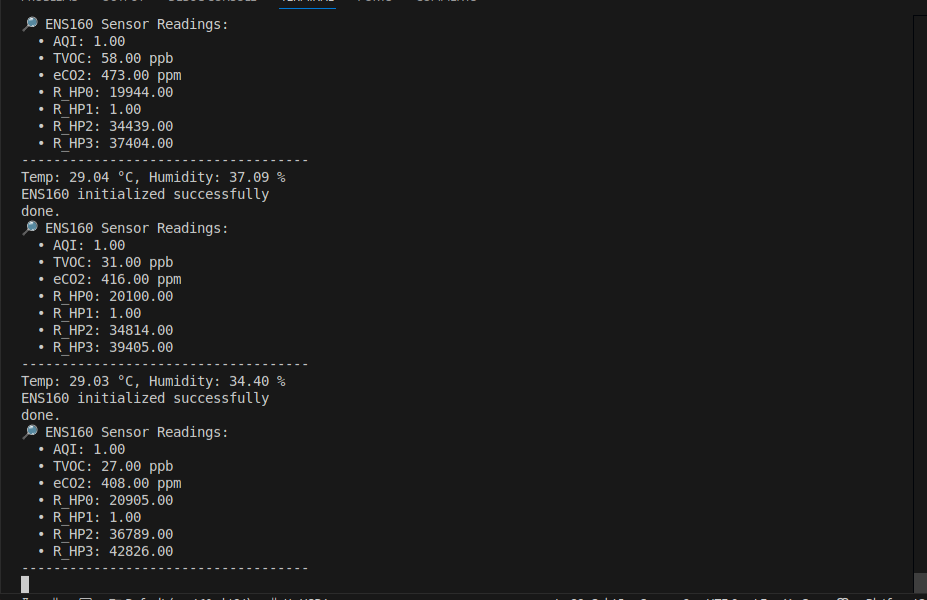 🔎 ENS160 Sensor Readings:
• AQI: 1.00
• TVOC: 58.00 ppb
• eCO2: 473.00 ppm
• R_HP0: 19944.00
• R_HP1: 1.00
• R_HP2: 34439.00
• R_HP3: 37404.00
------------------------------------
Temp: 29.04 °C, Humidity: 37.09 %
ENS160 initialized successfully
done.
🔎 ENS160 Sensor Readings:
• AQI: 1.00
• TVOC: 31.00 ppb
• eCO2: 416.00 ppm
• R_HP0: 20100.00
• R_HP1: 1.00
• R_HP2: 34814.00
• R_HP3: 39405.00
------------------------------------
Temp: 29.03 °C, Humidity: 34.40 %
ENS160 initialized successfully
done.
🔎 ENS160 Sensor Readings:
• AQI: 1.00
• TVOC: 27.00 ppb
• eCO2: 408.00 ppm
• R_HP0: 20905.00
• R_HP1: 1.00
• R_HP2: 36789.00
• R_HP3: 42826.00
------------------------------------